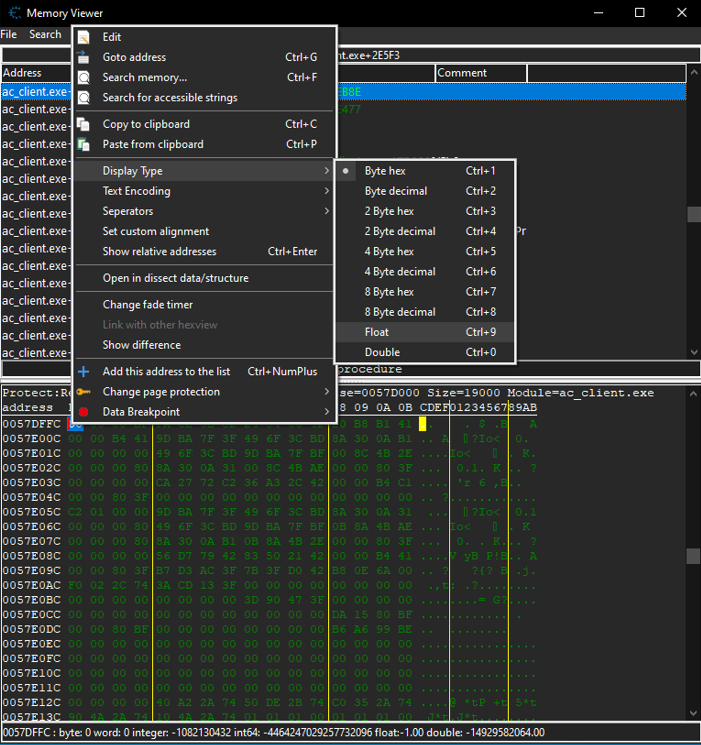 Memory Viewer
File Search
Edit
Goto address Ctrl+G
Search memory... Ctrl+F
Search for accessible strings
Copy to clipboard Ctrl+C
Paste from clipboard Ctrl+P
Display Type
Text Encoding
Seperators
Set custom alignment
Show relative addresses Ctrl+Enter
Open in dissect data/structure
Change fade timer
Link with other hexview
Show difference
Add this address to the list Ctrl+NumPlus
Change page protection
Data Breakpoint
Byte hex Ctrl+1
Byte decimal Ctrl+2
2 Byte hex Ctrl+3
2 Byte decimal Ctrl+4
4 Byte hex Ctrl+5
4 Byte decimal Ctrl+6
8 Byte hex Ctrl+7
8 Byte decimal Ctrl+8
Float Ctrl+9
Double Ctrl+0
nt.exe+2E5F3
Address Comment
ac_client.exe+ EB8E
ac_client.exe+ E477
ac_client.exe+
ac_client.exe+
ac_client.exe+
ac_client.exe+
ac_client.exe+
ac_client.exe+ Pr
ac_client.exe+
ac_client.exe+
ac_client.exe+
ac_client.exe+
ac_client.exe+
ac_client.exe+
procedure
Protect:Re se=0057D000 Size=19000 Module=ac_client.exe
address 8 09 0A 0B CDEF0123456789AB
0057DFFC 00 B8 B1 41
0057E00C 00 00 B4 41 9D BA 7F 3F 49 6F 3C BD 8A 30 0A B1
0057E01C 00 00 00 00 49 6F 3C BD 9D BA 7F BF 00 8C 4B 2E
0057E02C 00 00 00 80 8A 30 0A 31 00 8C 4B AE 00 00 80 3F
0057E03C 00 00 00 00 CA 27 72 C2 36 A3 2C 42 00 00 B4 C1
0057E04C 00 00 80 3F 00 00 00 00 00 00 00 00 00 00 00 00
0057E05C C2 01 00 00 9D BA 7F 3F 49 6F 3C BD 8A 30 0A 31
0057E06C 00 00 00 80 49 6F 3C BD 9D BA 7F BF 0B 8A 4B AE
0057E07C 00 00 00 80 8A 30 0A B1 0B 8A 4B 2E 00 00 80 3F
0057E08C 00 00 00 00 56 D7 79 42 83 50 21 42 00 00 B4 41
0057E09C 00 00 80 3F B7 D3 AC 3F 7B 3F D0 42 B8 0E 6A 00
0057E0AC F0 02 2C 74 3A CD 13 3F 00 00 00 00 00 00 00 00
0057E0BC 00 00 00 00 00 00 00 00 3D 90 47 3F 00 00 00 00
0057E0CC 00 00 00 00 00 00 00 00 00 00 00 00 DA 15 80 BF
0057E0DC 00 00 80 BF 00 00 00 00 00 00 00 00 B6 A6 99 BE
0057E0EC 00 00 00 00 00 00 00 00 00 00 00 00 00 00 00 00
0057E0FC 00 00 00 00 00 00 00 00 00 00 00 00 00 00 00 00
0057E10C 00 00 00 00 00 00 00 00 00 00 00 00 00 00 00 00
0057E11C 00 00 00 00 00 00 00 00 00 00 00 00 00 00 00 00
0057E12C 00 00 00 00 40 A2 2A 74 50 DE 2B 74 C0 35 2A 74
0057E13C 90 4A 2A 74 10 4A 2A 74 01 01 00 00 01 01 01 00
0057DFFC : byte: 0 word: 0 integer: -1082130432 int64: -4464247029257732096 float:-1.00 double: -14929582064.00